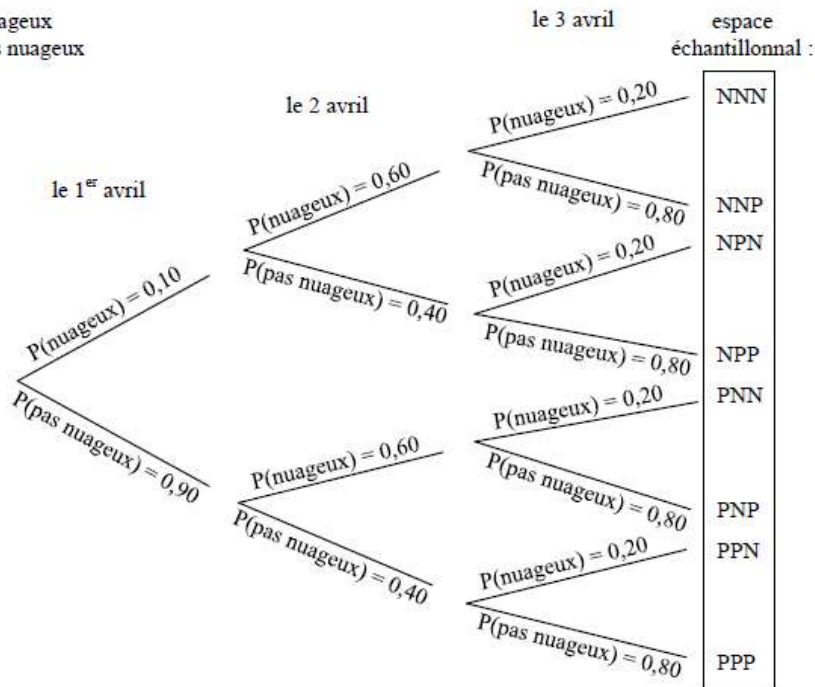 ageux
s nuageux
le 3 avril
espace
échantillonnal :
le 2 avril
le 1er avril
P(nuageux) = 0,10
P(pas nuageux) = 0,90
P(nuageux) = 0,60
P(pas nuageux) = 0,40
P(nuageux) = 0,60
P(pas nuageux) = 0,40
P(nuageux) = 0,20
P(pas nuageux) = 0,80
P(nuageux) = 0,20
P(pas nuageux) = 0,80
P(nuageux) = 0,20
P(pas nuageux) = 0,80
P(nuageux) = 0,20
P(pas nuageux) = 0,80
NNN
NNP
NPN
NPP
PNN
PNP
PPN
PPP